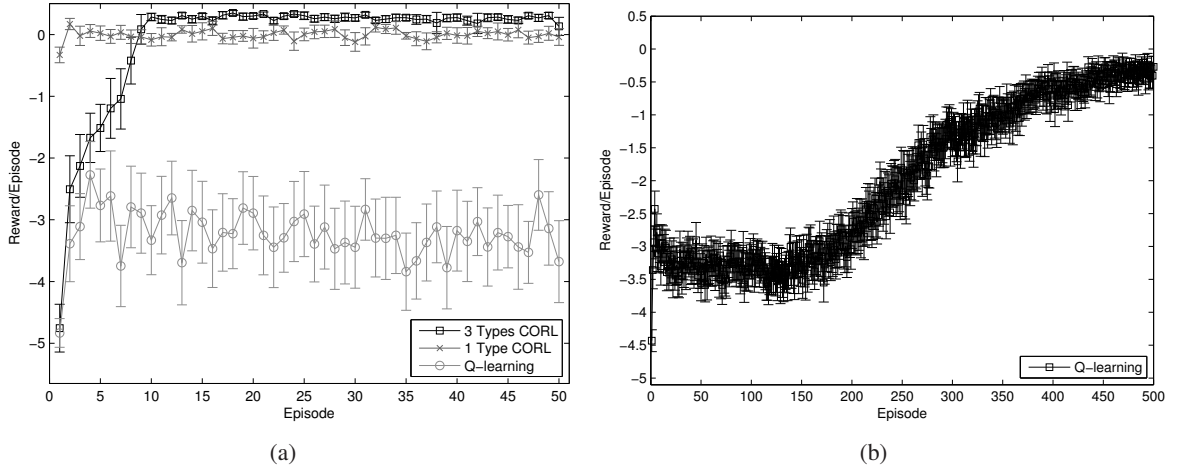 0
−1
−2
−3
−4
−5
Reward/Episode
0 5 10 15 20 25 30 35 40 45 50
Episode
3 Types CORL
1 Type CORL
Q−learning
(a)
0.5
0
−0.5
−1
−1.5
−2
−2.5
−3
−3.5
−4
−4.5
−5
Reward/Episode
0 50 100 150 200 250 300 350 400 450 500
Episode
Q−learning
(b)